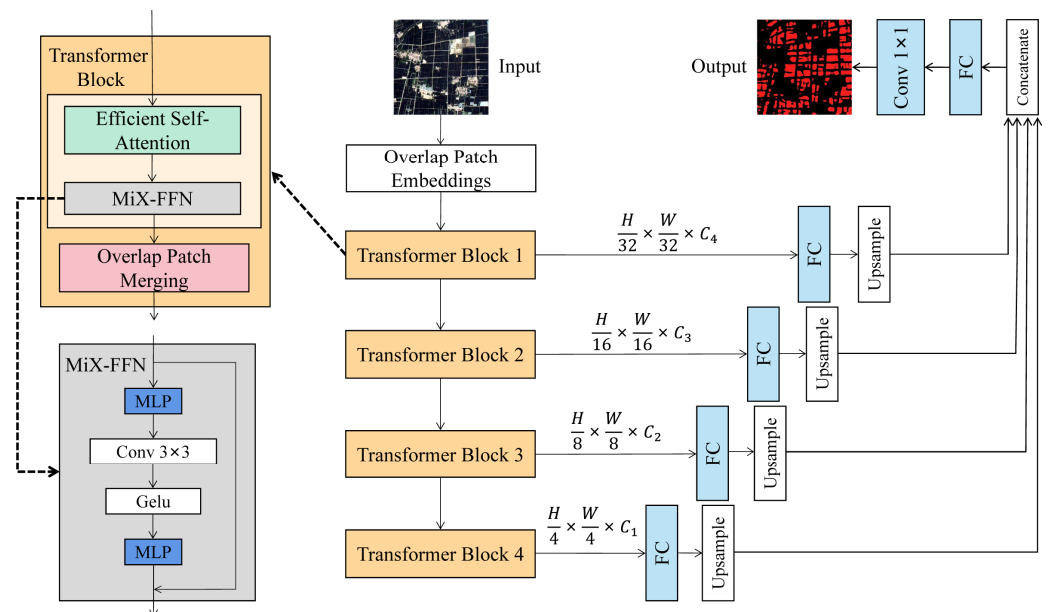 Transformer
Block
Efficient Self-
Attention
MiX-FFN
Overlap Patch
Merging
MiX-FFN
MLP
Conv 3×3
Gelu
MLP
Input
Overlap Patch
Embeddings
Transformer Block 1
Transformer Block 2
Transformer Block 3
Transformer Block 4
H/32 × W/32 × C₄
FC
Upsample
H/16 × W/16 × C₃
FC
Upsample
H/8 × W/8 × C₂
FC
Upsample
H/4 × W/4 × C₁
FC
Upsample
Output
Conv 1×1
FC
Concatenate